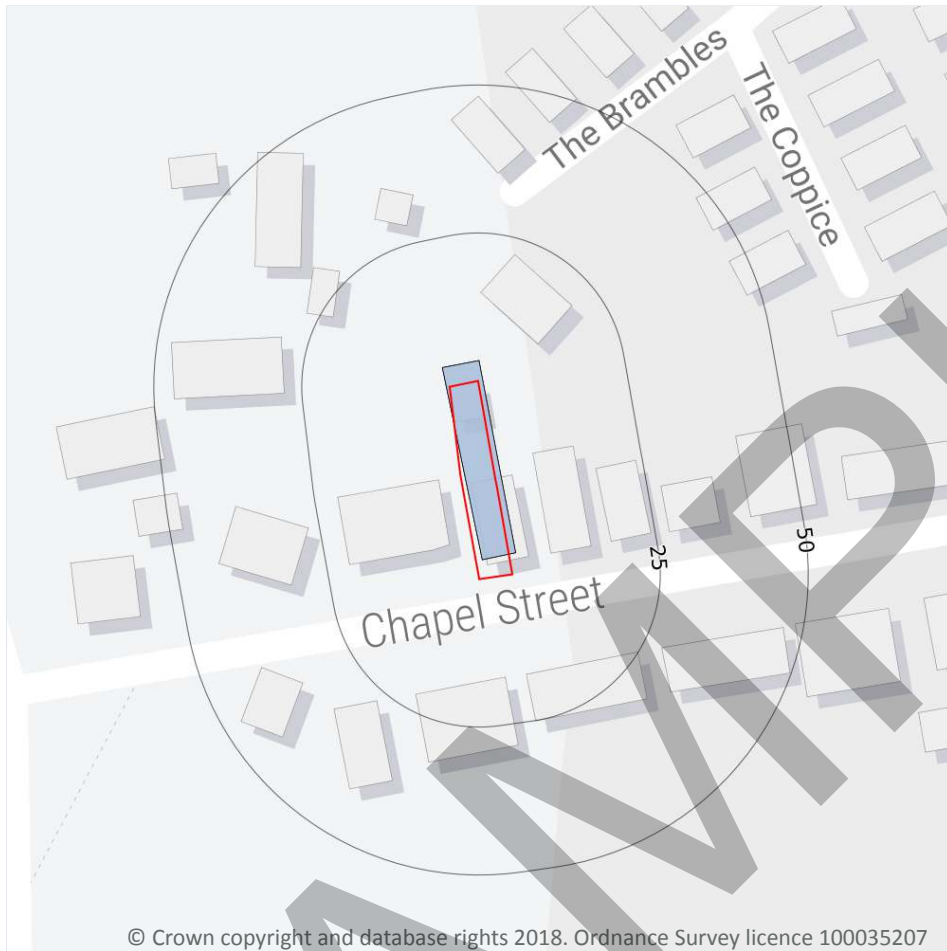 The Brambles
The Coppice
50
25
Chapel Street
© Crown copyright and database rights 2018. Ordnance Survey licence 100035207